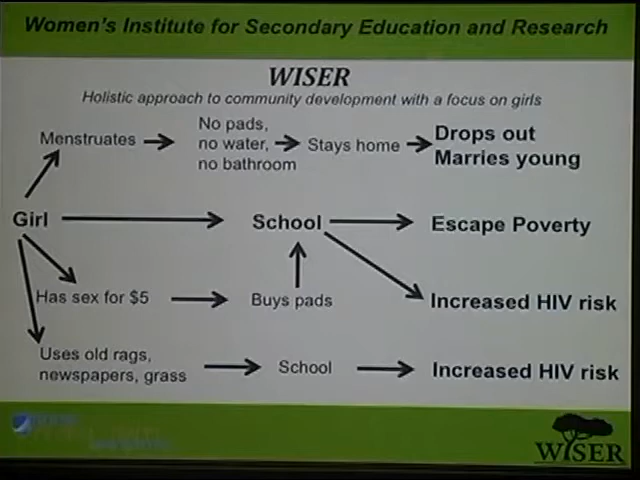 Women's Institute for Secondary Education and Research
WISER
Holistic approach to community development with a focus on girls
Menstruates
No pads,
no water,
no bathroom
Stays home
Drops out
Marries young
Girl
School
Escape Poverty
Has sex for $5
Buys pads
Increased HIV risk
Uses old rags,
newspapers, grass
School
Increased HIV risk
WISER